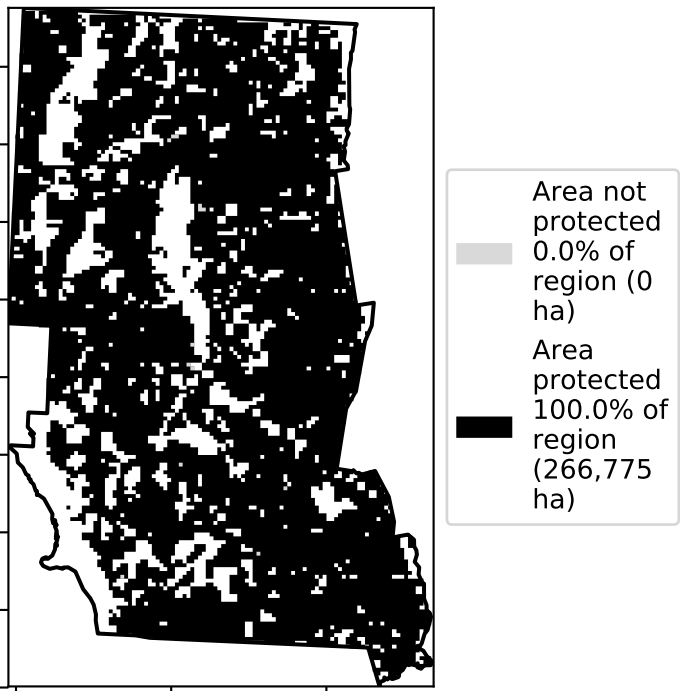 Area not
protected
0.0% of
region (0
ha)
Area
protected
100.0% of
region
(266,775
ha)